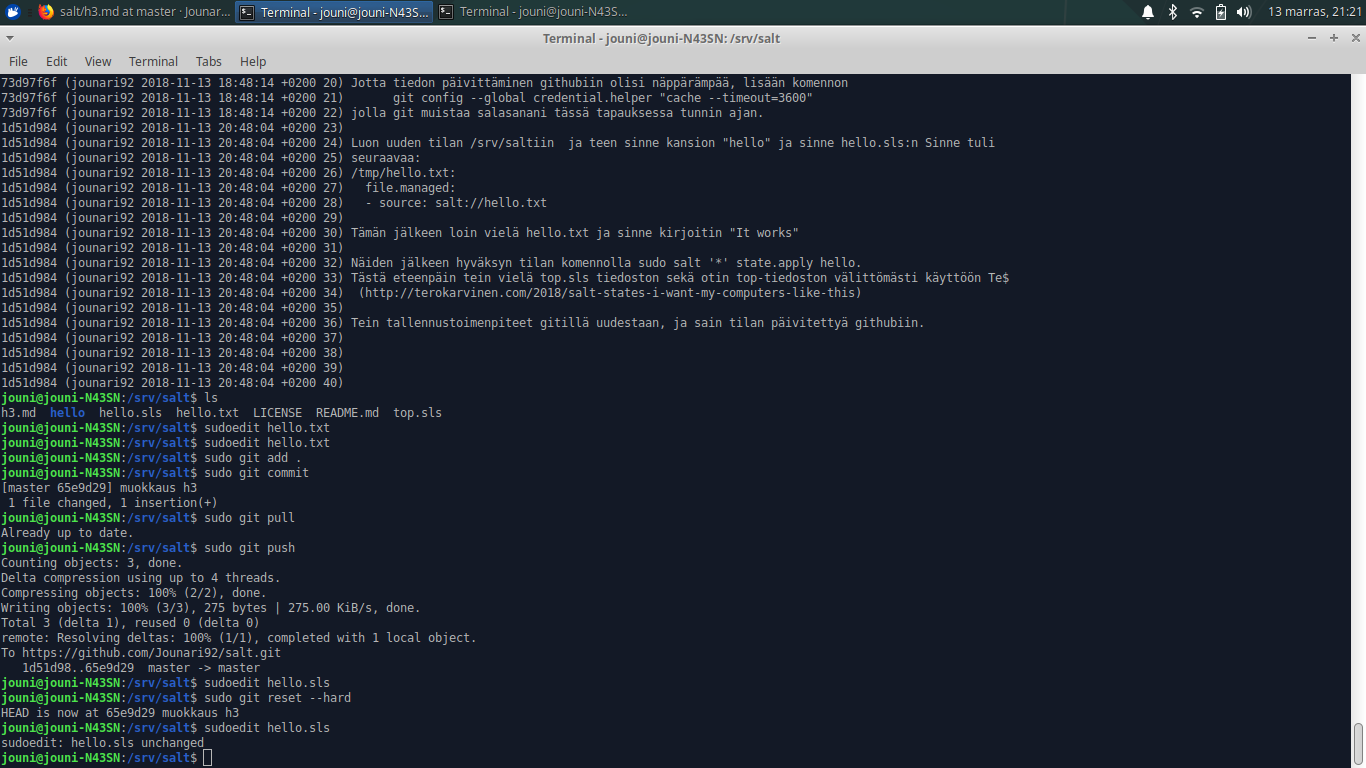 salt/h3.md at master · Jounar...
Terminal - jouni@jouni-N43S...
Terminal - jouni@jouni-N43S...
13 marras, 21:21
Terminal - jouni@jouni-N43SN: /srv/salt
File Edit View Terminal Tabs Help
73d97f6f (jounari92 2018-11-13 18:48:14 +0200 20) Jotta tiedon päivittäminen githubiin olisi näppärämpää, lisään komennon
73d97f6f (jounari92 2018-11-13 18:48:14 +0200 21)       git config --global credential.helper "cache --timeout=3600"
73d97f6f (jounari92 2018-11-13 18:48:14 +0200 22) jolla git muistaa salasanani tässä tapauksessa tunnin ajan.
1d51d984 (jounari92 2018-11-13 20:48:04 +0200 23)
1d51d984 (jounari92 2018-11-13 20:48:04 +0200 24) Luon uuden tilan /srv/saltiin  ja teen sinne kansion "hello" ja sinne hello.sls:n Sinne tuli
1d51d984 (jounari92 2018-11-13 20:48:04 +0200 25) seuraavaa:
1d51d984 (jounari92 2018-11-13 20:48:04 +0200 26) /tmp/hello.txt:
1d51d984 (jounari92 2018-11-13 20:48:04 +0200 27)   file.managed:
1d51d984 (jounari92 2018-11-13 20:48:04 +0200 28)   - source: salt://hello.txt
1d51d984 (jounari92 2018-11-13 20:48:04 +0200 29)
1d51d984 (jounari92 2018-11-13 20:48:04 +0200 30) Tämän jälkeen loin vielä hello.txt ja sinne kirjoitin "It works"
1d51d984 (jounari92 2018-11-13 20:48:04 +0200 31)
1d51d984 (jounari92 2018-11-13 20:48:04 +0200 32) Näiden jälkeen hyväksyn tilan komennolla sudo salt '*' state.apply hello.
1d51d984 (jounari92 2018-11-13 20:48:04 +0200 33) Tästä eteenpäin tein vielä top.sls tiedoston sekä otin top-tiedoston välittömästi käyttöön Te$
1d51d984 (jounari92 2018-11-13 20:48:04 +0200 34)  (http://terokarvinen.com/2018/salt-states-i-want-my-computers-like-this)
1d51d984 (jounari92 2018-11-13 20:48:04 +0200 35)
1d51d984 (jounari92 2018-11-13 20:48:04 +0200 36) Tein tallennustoimenpiteet gitillä uudestaan, ja sain tilan päivitettyä githubiin.
1d51d984 (jounari92 2018-11-13 20:48:04 +0200 37)
1d51d984 (jounari92 2018-11-13 20:48:04 +0200 38)
1d51d984 (jounari92 2018-11-13 20:48:04 +0200 39)
1d51d984 (jounari92 2018-11-13 20:48:04 +0200 40)
jouni@jouni-N43SN:/srv/salt$ ls
h3.md  hello  hello.sls  hello.txt  LICENSE  README.md  top.sls
jouni@jouni-N43SN:/srv/salt$ sudoedit hello.txt
jouni@jouni-N43SN:/srv/salt$ sudoedit hello.txt
jouni@jouni-N43SN:/srv/salt$ sudo git add .
jouni@jouni-N43SN:/srv/salt$ sudo git commit
[master 65e9d29] muokkaus h3
 1 file changed, 1 insertion(+)
jouni@jouni-N43SN:/srv/salt$ sudo git pull
Already up to date.
jouni@jouni-N43SN:/srv/salt$ sudo git push
Counting objects: 3, done.
Delta compression using up to 4 threads.
Compressing objects: 100% (2/2), done.
Writing objects: 100% (3/3), 275 bytes | 275.00 KiB/s, done.
Total 3 (delta 1), reused 0 (delta 0)
remote: Resolving deltas: 100% (1/1), completed with 1 local object.
To https://github.com/Jounari92/salt.git
   1d51d98..65e9d29  master -> master
jouni@jouni-N43SN:/srv/salt$ sudoedit hello.sls
jouni@jouni-N43SN:/srv/salt$ sudo git reset --hard
HEAD is now at 65e9d29 muokkaus h3
jouni@jouni-N43SN:/srv/salt$ sudoedit hello.sls
sudoedit: hello.sls unchanged
jouni@jouni-N43SN:/srv/salt$